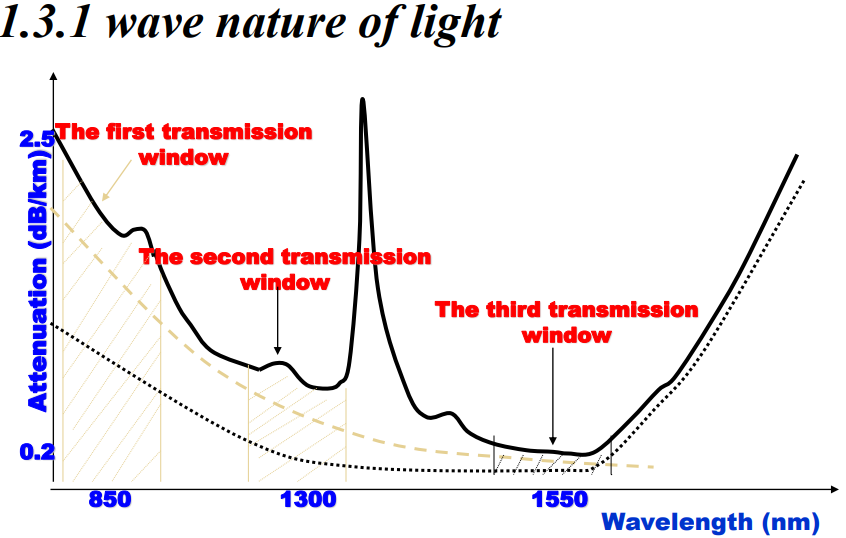 1.3.1 wave nature of light
2.5
The first transmission
window
Attenuation (dB/km)
The second transmission
window
The third transmission
window
0.2
850
1300
1550
Wavelength (nm)